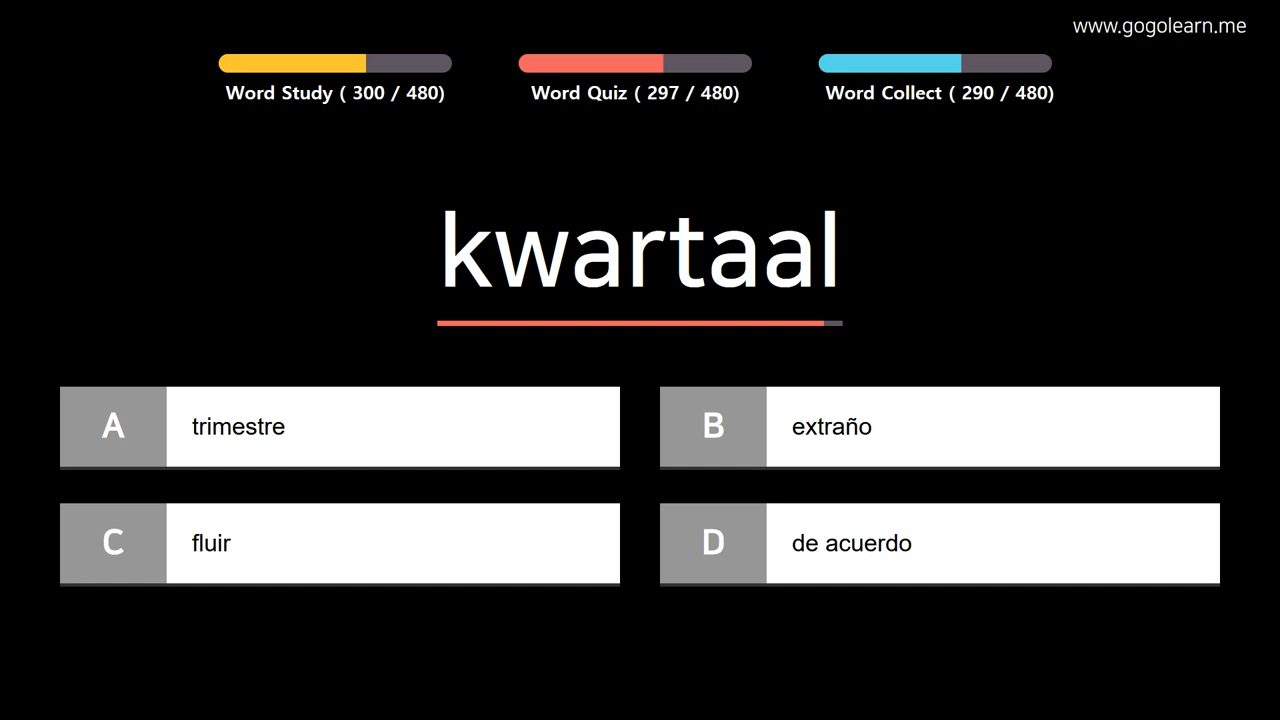 www.gogolearn.me
Word Study ( 300 / 480)
Word Quiz ( 297 / 480)
Word Collect ( 290 / 480)
kwartaal
A trimestre
B extraño
C fluir
D de acuerdo